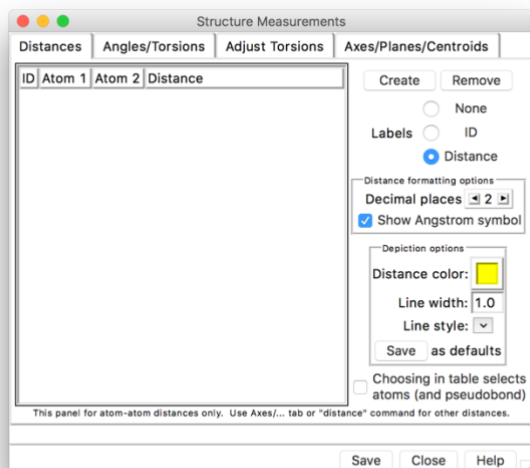 Structure Measurements
Distances Angles/Torsions Adjust Torsions Axes/Planes/Centroids
ID Atom 1 Atom 2 Distance
Create Remove
None
Labels ID
Distance
Distance formatting options
Decimal places 2
Show Angstrom symbol
Depiction options
Distance color:
Line width: 1.0
Line style:
Save as defaults
Choosing in table selects
atoms (and pseudobond)
This panel for atom-atom distances only. Use Axes/... tab or "distance" command for other distances.
Save Close Help